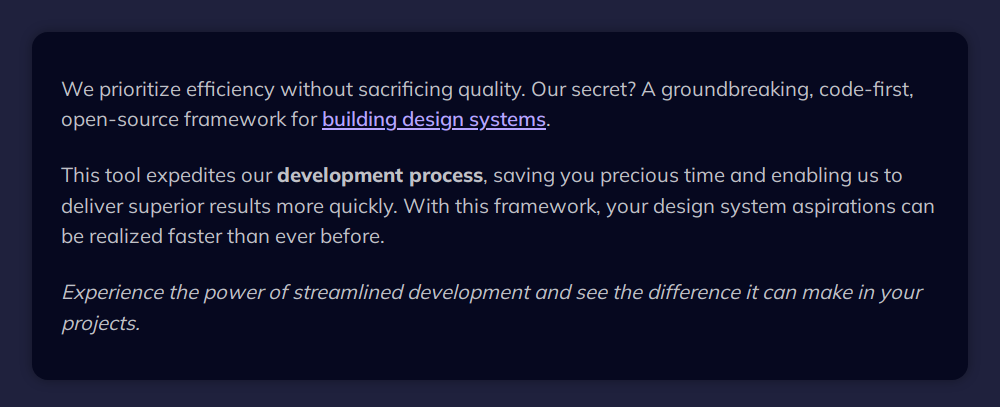 We prioritize efficiency without sacrificing quality. Our secret? A groundbreaking, code-first,
open-source framework for building design systems.
This tool expedites our development process, saving you precious time and enabling us to
deliver superior results more quickly. With this framework, your design system aspirations can
be realized faster than ever before.
Experience the power of streamlined development and see the difference it can make in your
projects.